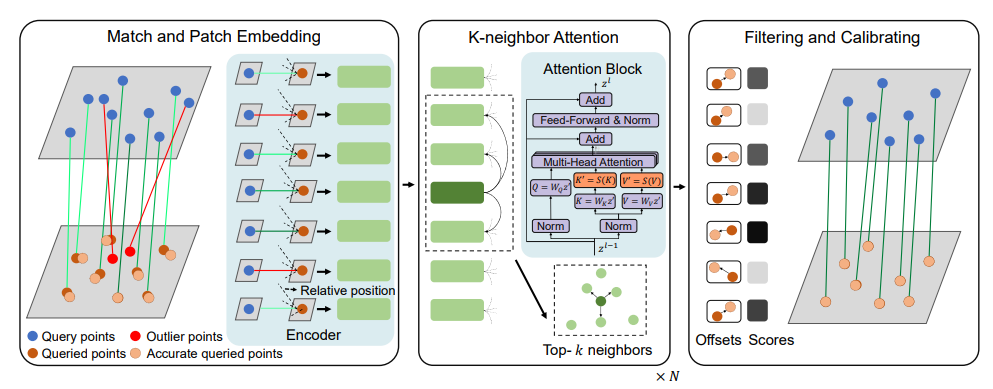 Match and Patch Embedding
Relative position
Encoder
Query points
Outlier points
Queried points
Accurate queried points
K-neighbor Attention
Attention Block
z^l
Add
Feed-Forward & Norm
Add
Multi-Head Attention
Q = W_Q z'
K' = S(K)
V' = S(V)
K = W_K z'
V = W_V z'
Norm
Norm
z^{l-1}
Top- k neighbors
× N
Filtering and Calibrating
Offsets
Scores